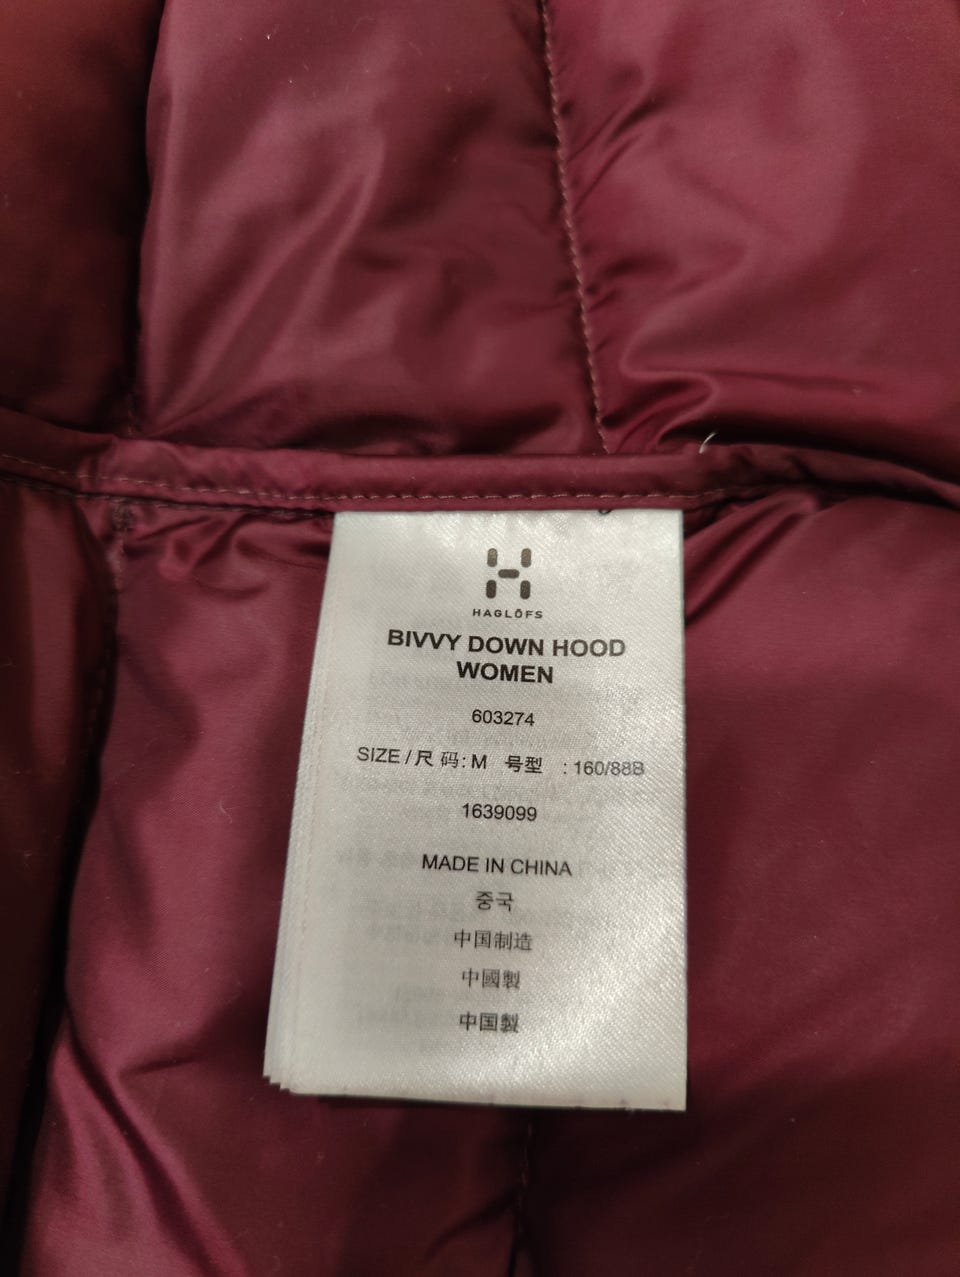 HAGLÖFS
BIVVY DOWN HOOD
WOMEN
603274
SIZE / 尺 码: M 号型 : 160/88B
1639099
MADE IN CHINA
중국
中国制造
中國製
中国製